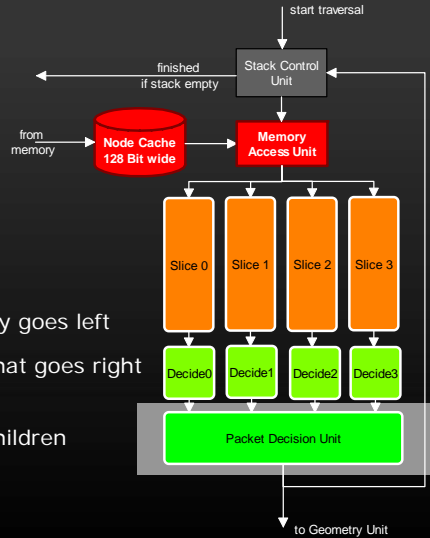 start traversal
Stack Control
Unit
finished
if stack empty
from
memory
Node Cache
128 Bit wide
Memory
Access Unit
Slice 0
Slice 1
Slice 2
Slice 3
y goes left
hat goes right
hildren
Decide0
Decide1
Decide2
Decide3
Packet Decision Unit
to Geometry Unit